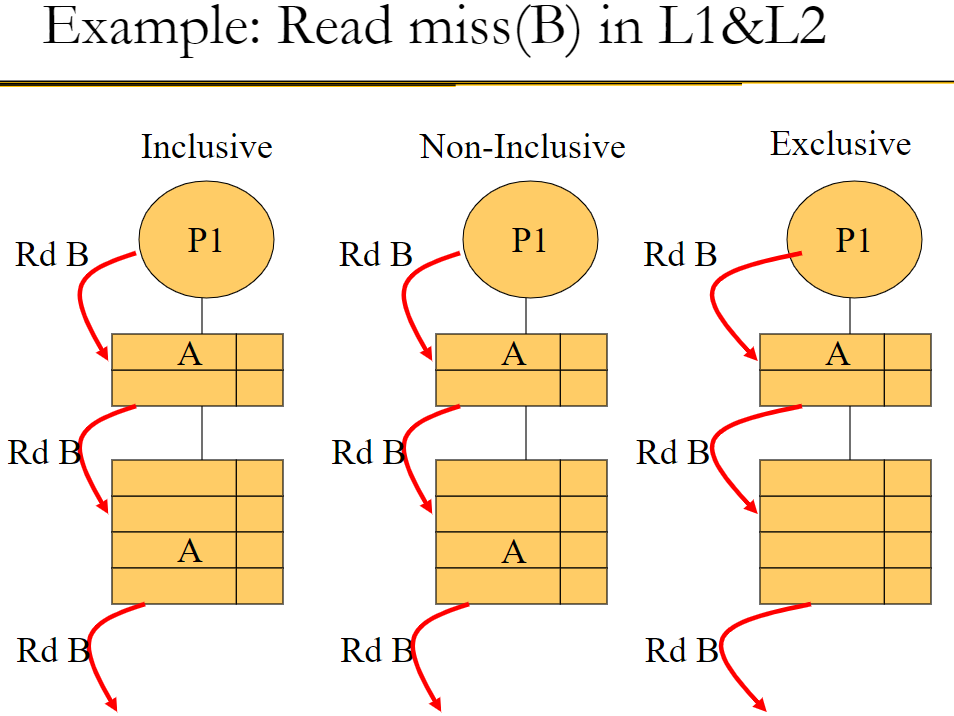 Example: Read miss(B) in L1&L2
Inclusive
Non-Inclusive
Exclusive
P1
P1
P1
Rd B
Rd B
Rd B
A
A
A
Rd B
Rd B
Rd B
A
A
Rd B
Rd B
Rd B